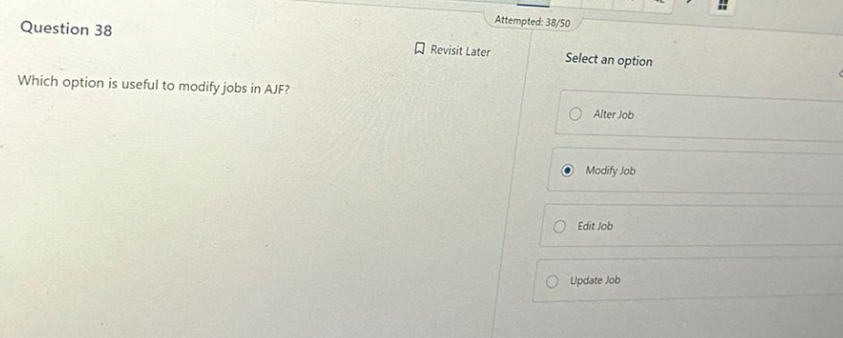 Attempted: 38/50
Question 38
Revisit Later
Which option is useful to modify jobs in AJF?
Select an option
Alter Job
Modify Job
Edit Job
Update Job